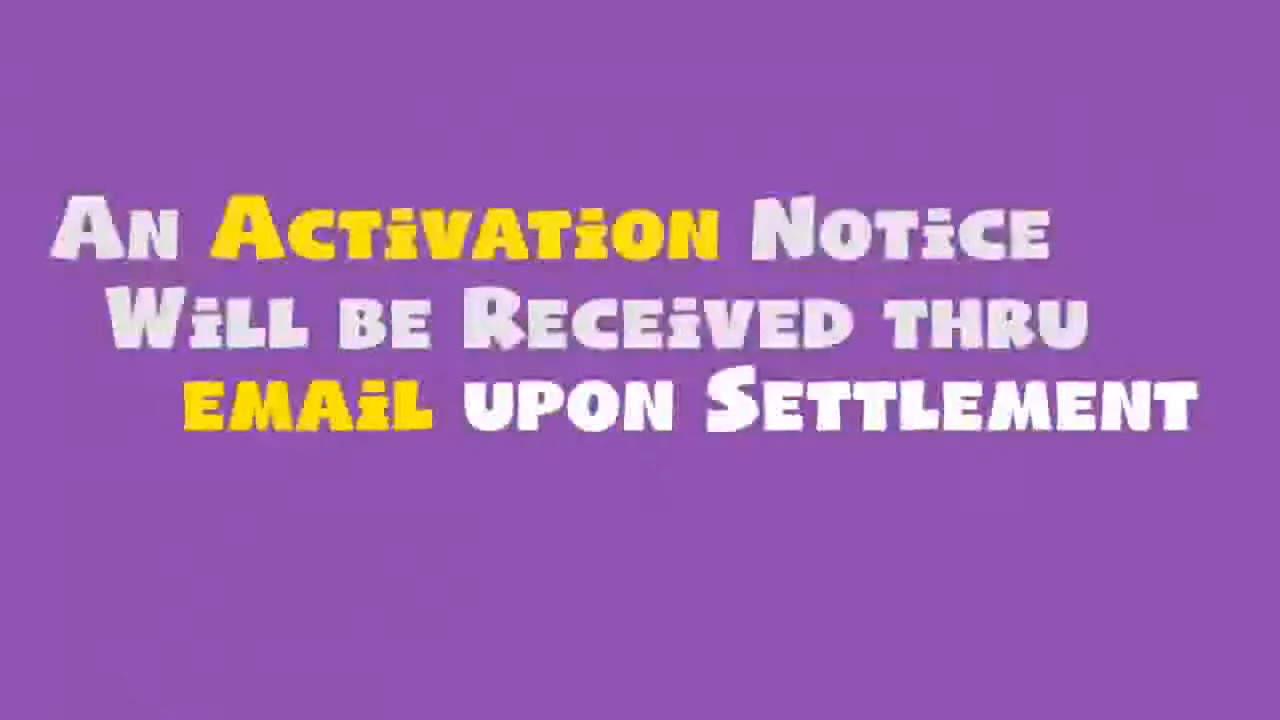 An Activation Notice
Will be Received thru
email upon Settlement